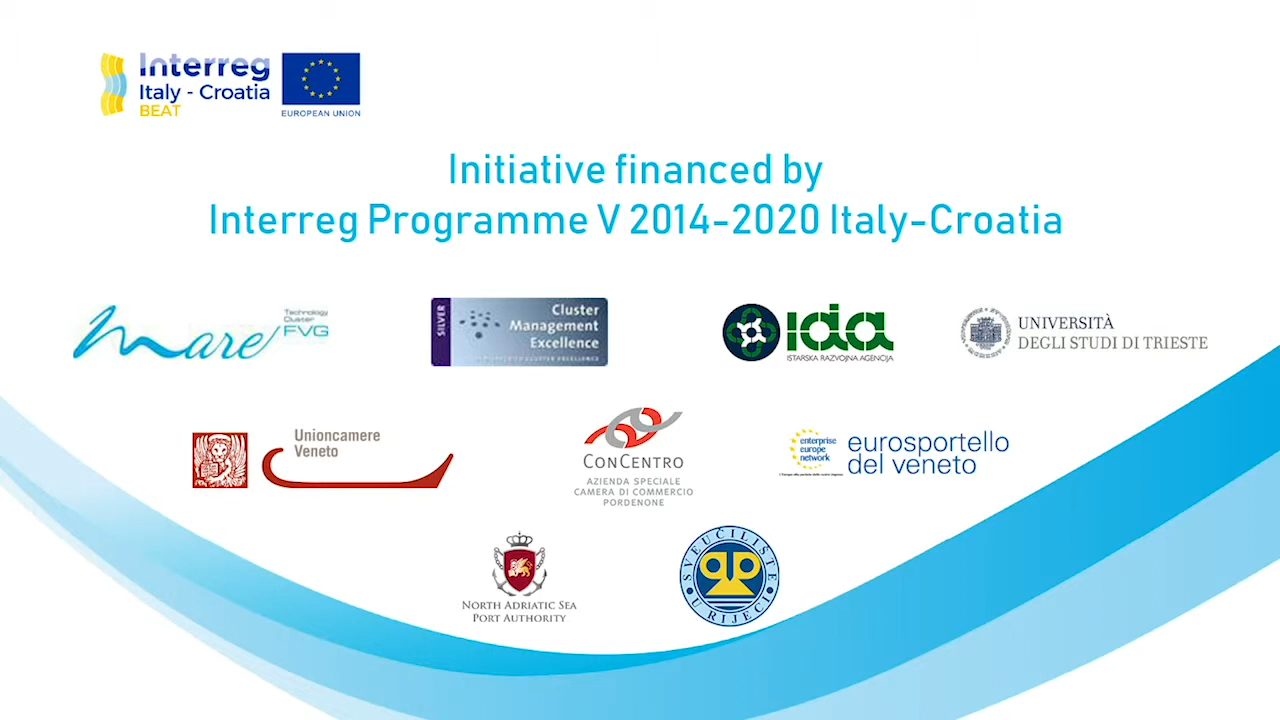 Interreg
Italy - Croatia
BEAT
EUROPEAN UNION
Initiative financed by
Interreg Programme V 2014-2020 Italy-Croatia
mare
Technology
Cluster
FVG
SILVER
Cluster
Management
Excellence
ida
ISTARSKA RAZVOJNA AGENCIJA
UNIVERSITÀ
DEGLI STUDI DI TRIESTE
Unioncamere
Veneto
CONCENTRO
AZIENDA SPECIALE
CAMERA DI COMMERCIO
PORDENONE
enterprise
europe
network
eurosportello
del veneto
NORTH ADRIATIC SEA
PORT AUTHORITY
SVEUČILIŠTE
U RIJECI